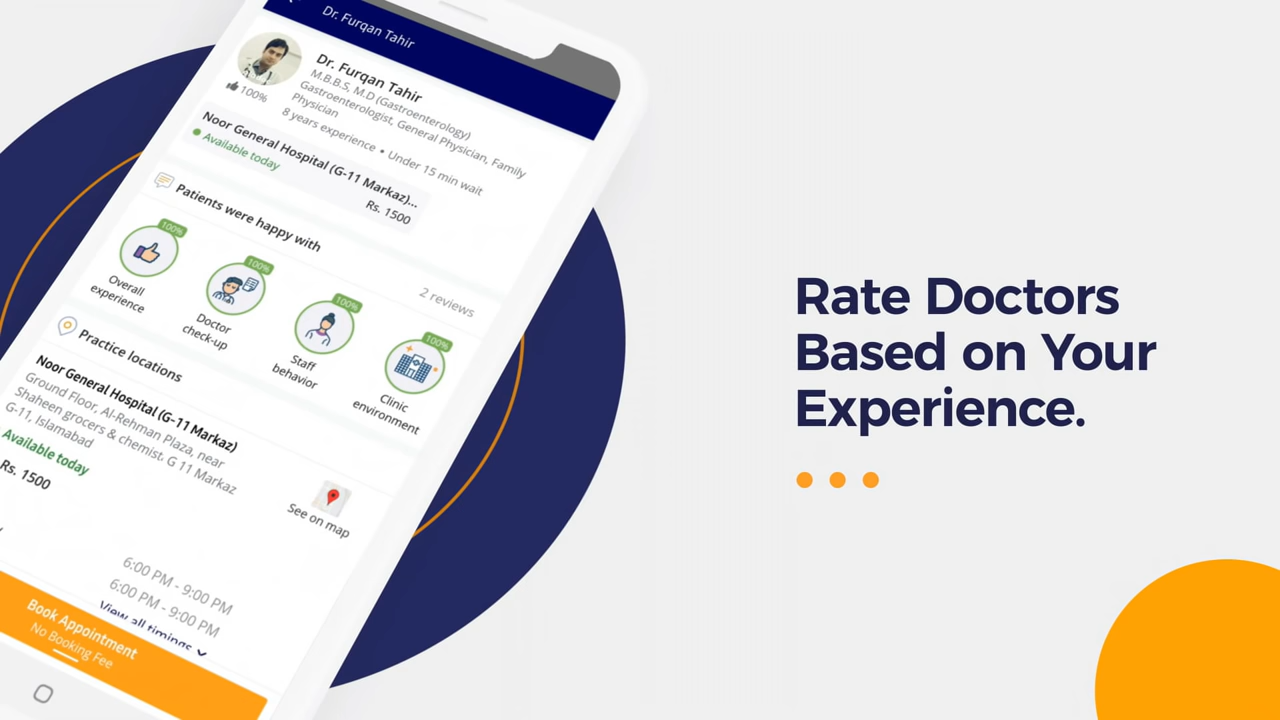 Dr. Furqan Tahir
Dr. Furqan Tahir
M.B.B.S, M.D (Gastroenterology)
Gastroenterologist, General Physician, Family
Physician
8 years experience • Under 15 min wait
100%
Noor General Hospital (G-11 Markaz)...
Available today
Rs. 1500
Patients were happy with
2 reviews
100%
Overall
experience
100%
Doctor
check-up
100%
Staff
behavior
100%
Clinic
environment
Practice locations
Noor General Hospital (G-11 Markaz)
Ground Floor, Al-Rehman Plaza, near
Shaheen grocers & chemist. G 11 Markaz
G-11, Islamabad
Available today
Rs. 1500
See on map
6:00 PM - 9:00 PM
6:00 PM - 9:00 PM
View all timings
Book Appointment
No Booking Fee
Rate Doctors
Based on Your
Experience.